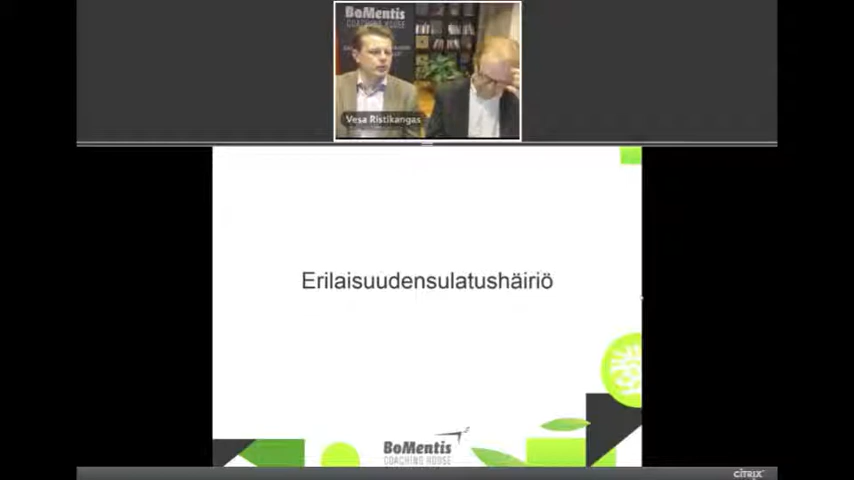 BoMentis
COACHING HOUSE
Vesa Ristikangas
Erilaisuudensulatushäiriö
BoMentis
COACHING HOUSE
CITRIX